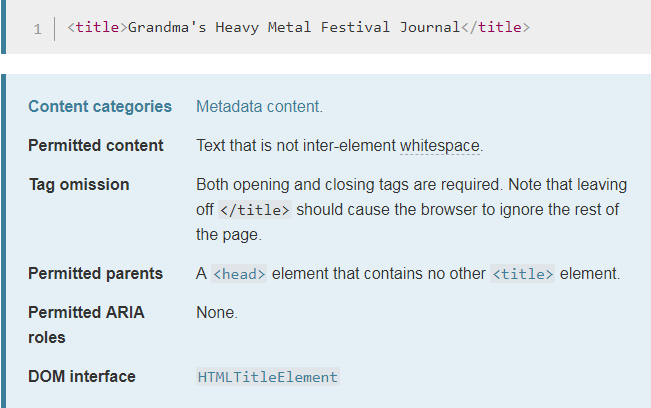 1 <title>Grandma's Heavy Metal Festival Journal</title>
Content categories Metadata content.
Permitted content Text that is not inter-element whitespace.
Tag omission Both opening and closing tags are required. Note that leaving
off </title> should cause the browser to ignore the rest of
the page.
Permitted parents A <head> element that contains no other <title> element.
Permitted ARIA None.
roles
DOM interface HTMLTitleElement